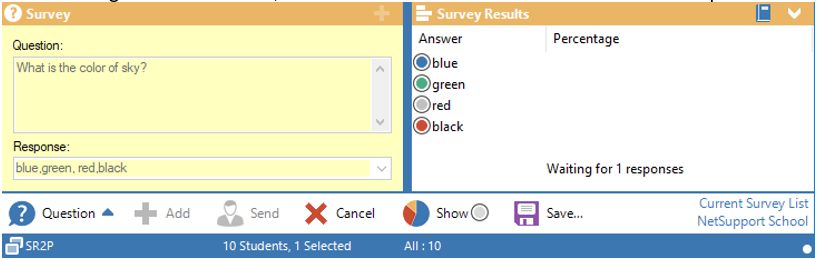 Survey
Question:
What is the color of sky?
Response:
blue,green, red,black
Survey Results
Answer Percentage
blue
green
red
black
Waiting for 1 responses
Question Add Send Cancel Show Save...
Current Survey List
NetSupport School
SR2P 10 Students, 1 Selected All : 10